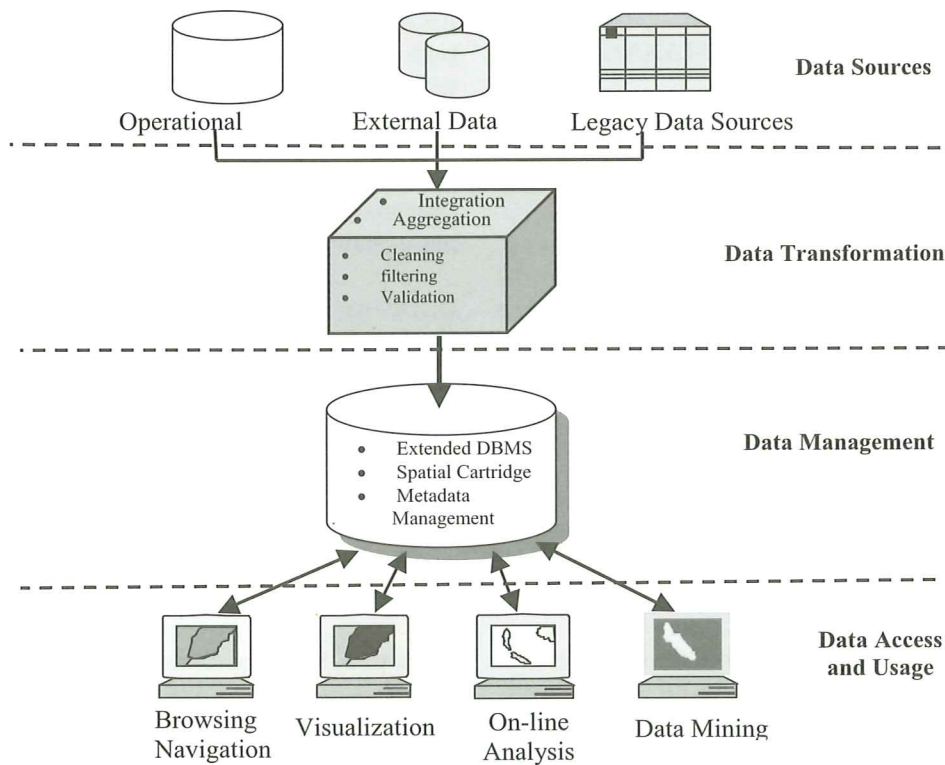 Data Sources
Operational
External Data
Legacy Data Sources
• Integration
• Aggregation
• Cleaning
• filtering
• Validation
Data Transformation
• Extended DBMS
• Spatial Cartridge
• Metadata
Management
Data Management
Data Access
and Usage
Browsing
Navigation
Visualization
On-line
Analysis
Data Mining